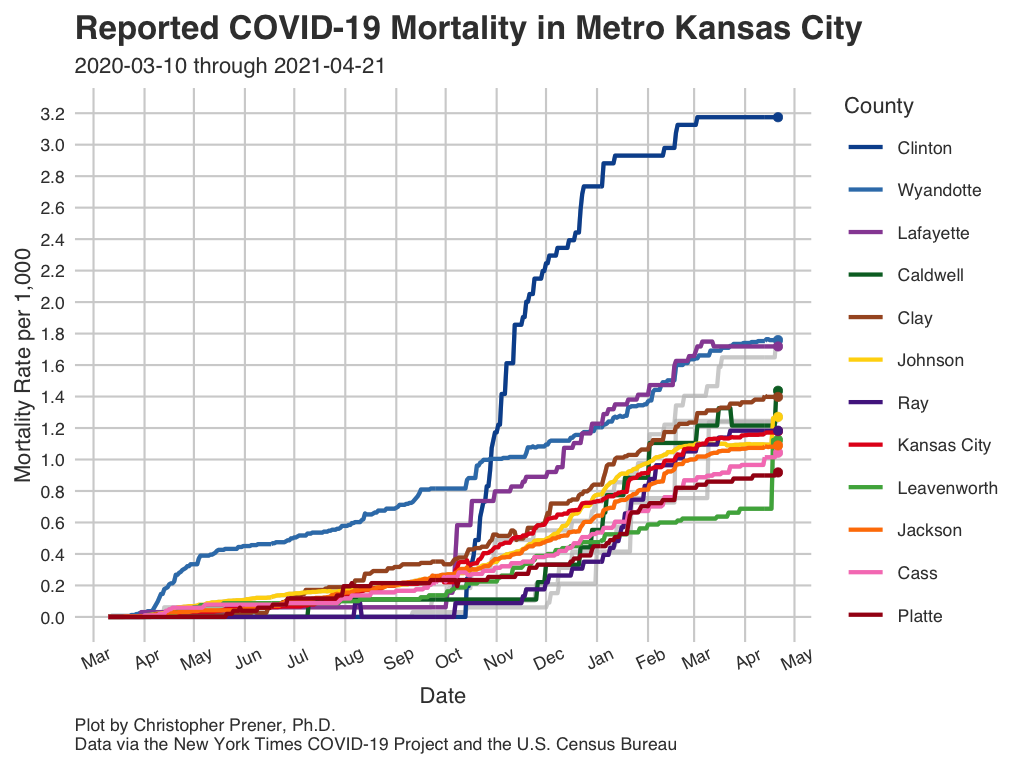 Reported COVID-19 Mortality in Metro Kansas City
2020-03-10 through 2021-04-21
Mortality Rate per 1,000
3.2
3.0
2.8
2.6
2.4
2.2
2.0
1.8
1.6
1.4
1.2
1.0
0.8
0.6
0.4
0.2
0.0
Mar Apr May Jun Jul Aug Sep Oct Nov Dec Jan Feb Mar Apr May
Date
County
Clinton
Wyandotte
Lafayette
Caldwell
Clay
Johnson
Ray
Kansas City
Leavenworth
Jackson
Cass
Platte
Plot by Christopher Prener, Ph.D.
Data via the New York Times COVID-19 Project and the U.S. Census Bureau